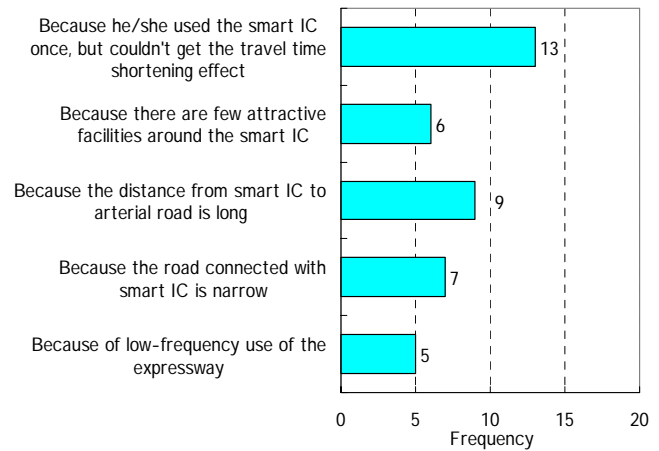 Because he/she used the smart IC
once, but couldn't get the travel time
shortening effect
13
Because there are few attractive
facilities around the smart IC
6
Because the distance from smart IC to
arterial road is long
9
Because the road connected with
smart IC is narrow
7
Because of low-frequency use of the
expressway
5
0 5 10 15 20
Frequency